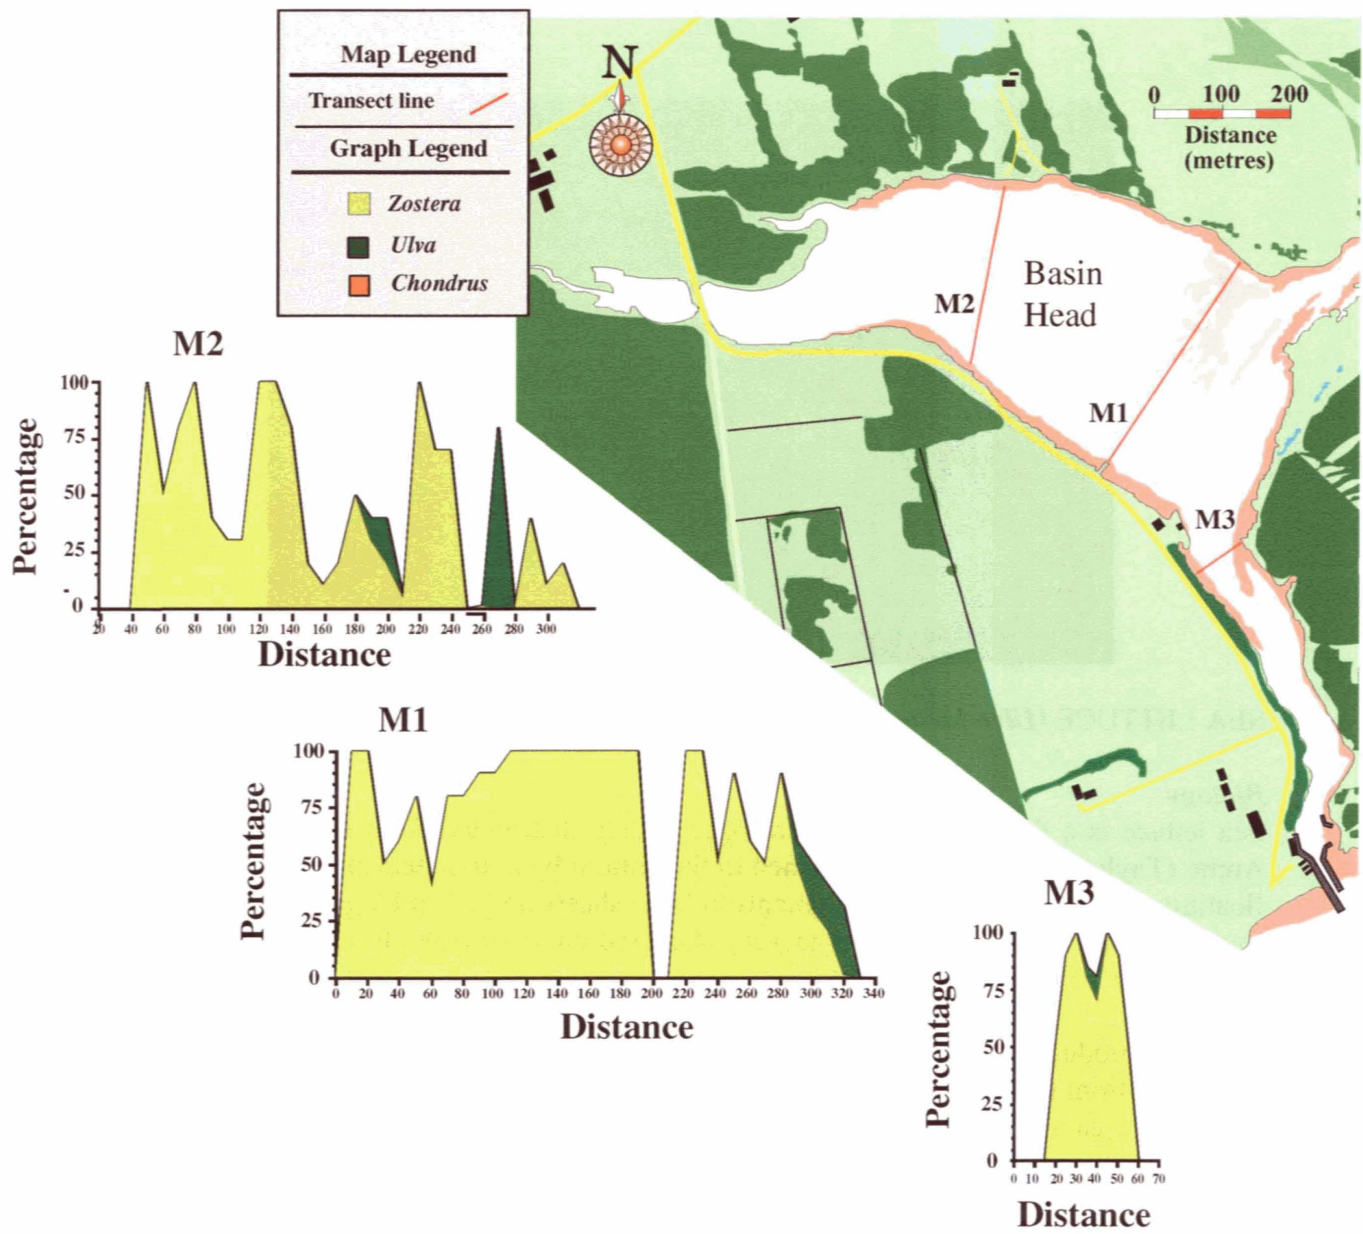 Map Legend
Transect line
Graph Legend
Zostera
Ulva
Chondrus
N
0 100 200
Distance
(metres)
Basin
Head
M2
M1
M3
M2
Percentage
100
75
50
25
0
20 40 60 80 100 120 140 160 180 200 220 240 260 280 300
Distance
M1
Percentage
100
75
50
25
0
0 20 40 60 80 100 120 140 160 180 200 220 240 260 280 300 320 340
Distance
M3
Percentage
100
75
50
25
0
0 10 20 30 40 50 60 70
Distance